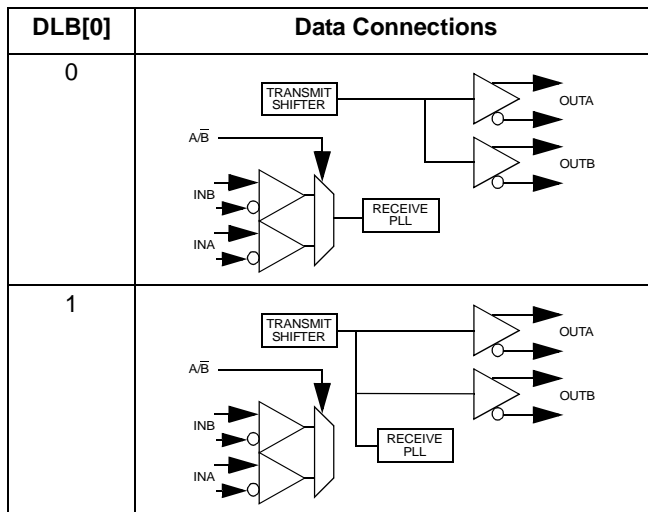 DLB[0] Data Connections
0
TRANSMIT
SHIFTER
OUTA
A/B̅
OUTB
INB
RECEIVE
PLL
INA
1
TRANSMIT
SHIFTER
OUTA
A/B̅
OUTB
INB
RECEIVE
PLL
INA